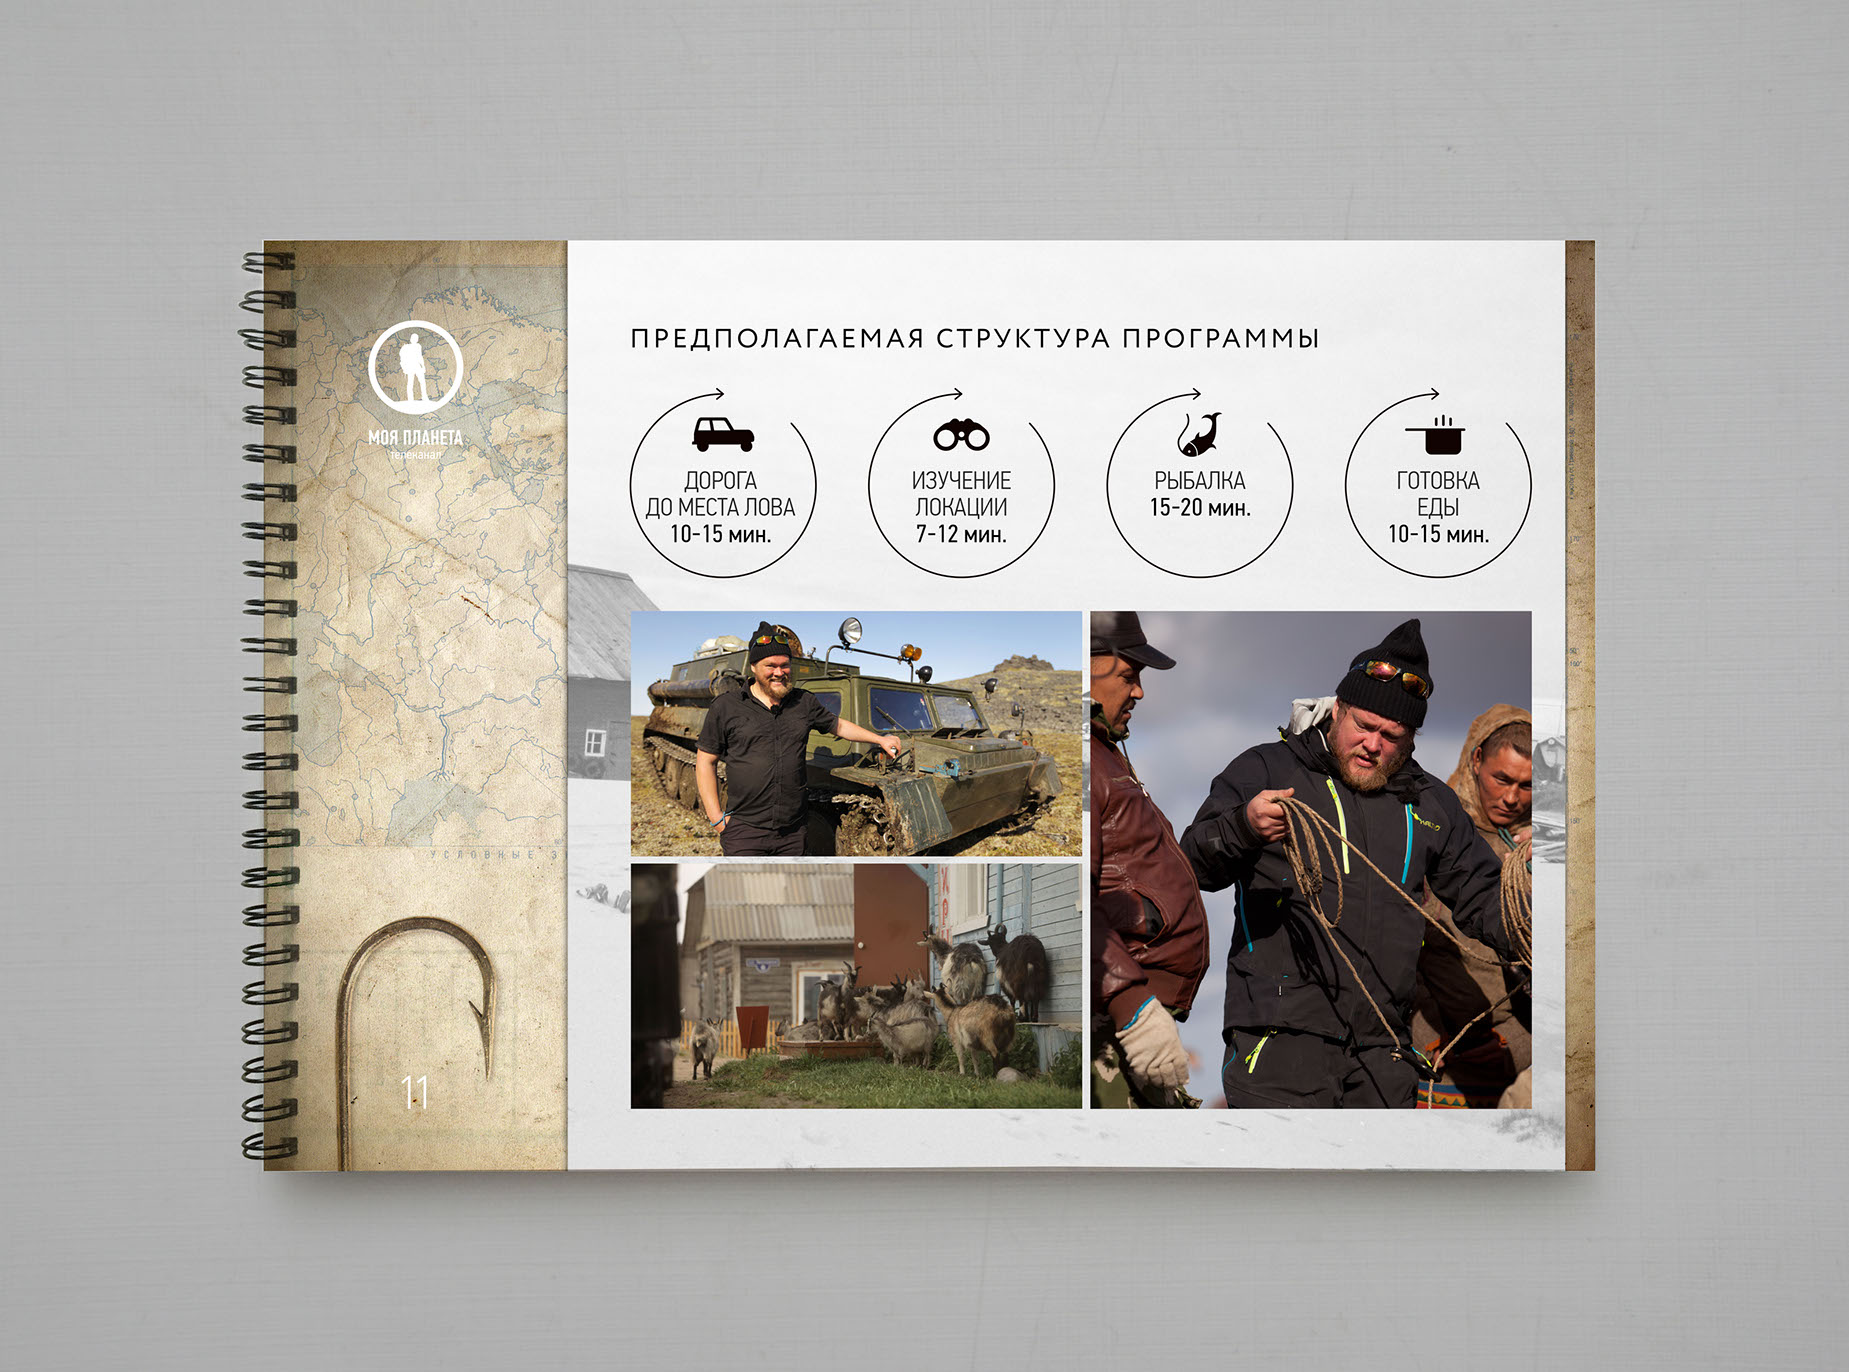 МОЯ ПЛАНЕТА
телеканал
УСЛОВНЫЕ
11
ПРЕДПОЛАГАЕМАЯ СТРУКТУРА ПРОГРАММЫ
ДОРОГА
ДО МЕСТА ЛОВА
10-15 мин.
ИЗУЧЕНИЕ
ЛОКАЦИИ
7-12 мин.
РЫБАЛКА
15-20 мин.
ГОТОВКА
ЕДЫ
10-15 мин.